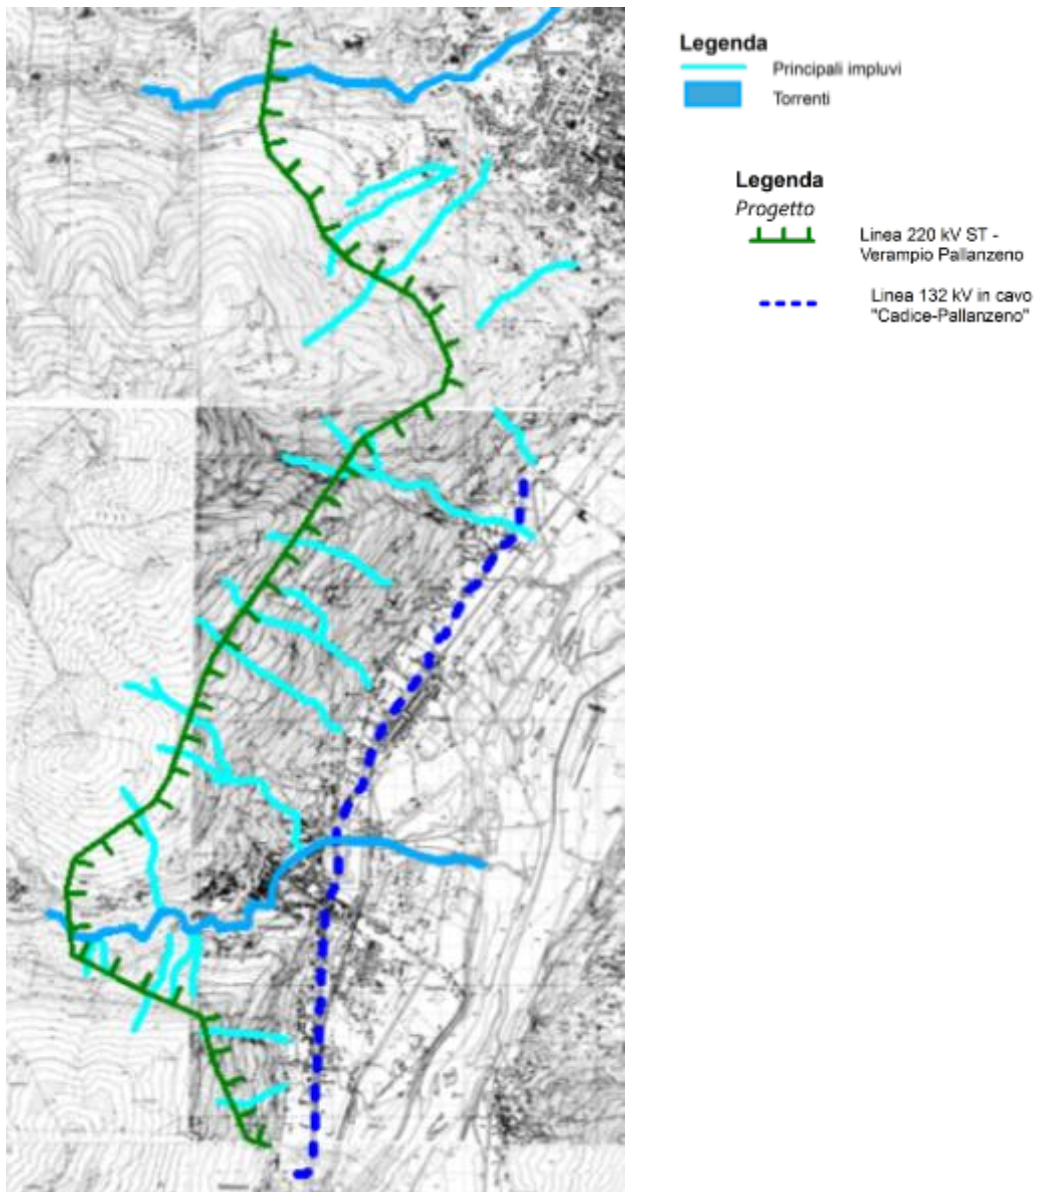 Legenda
Principali impluvi
Torrenti
Legenda
Progetto
Linea 220 kV ST -
Verampio Pallanzeno
Linea 132 kV in cavo
"Cadice-Pallanzeno"